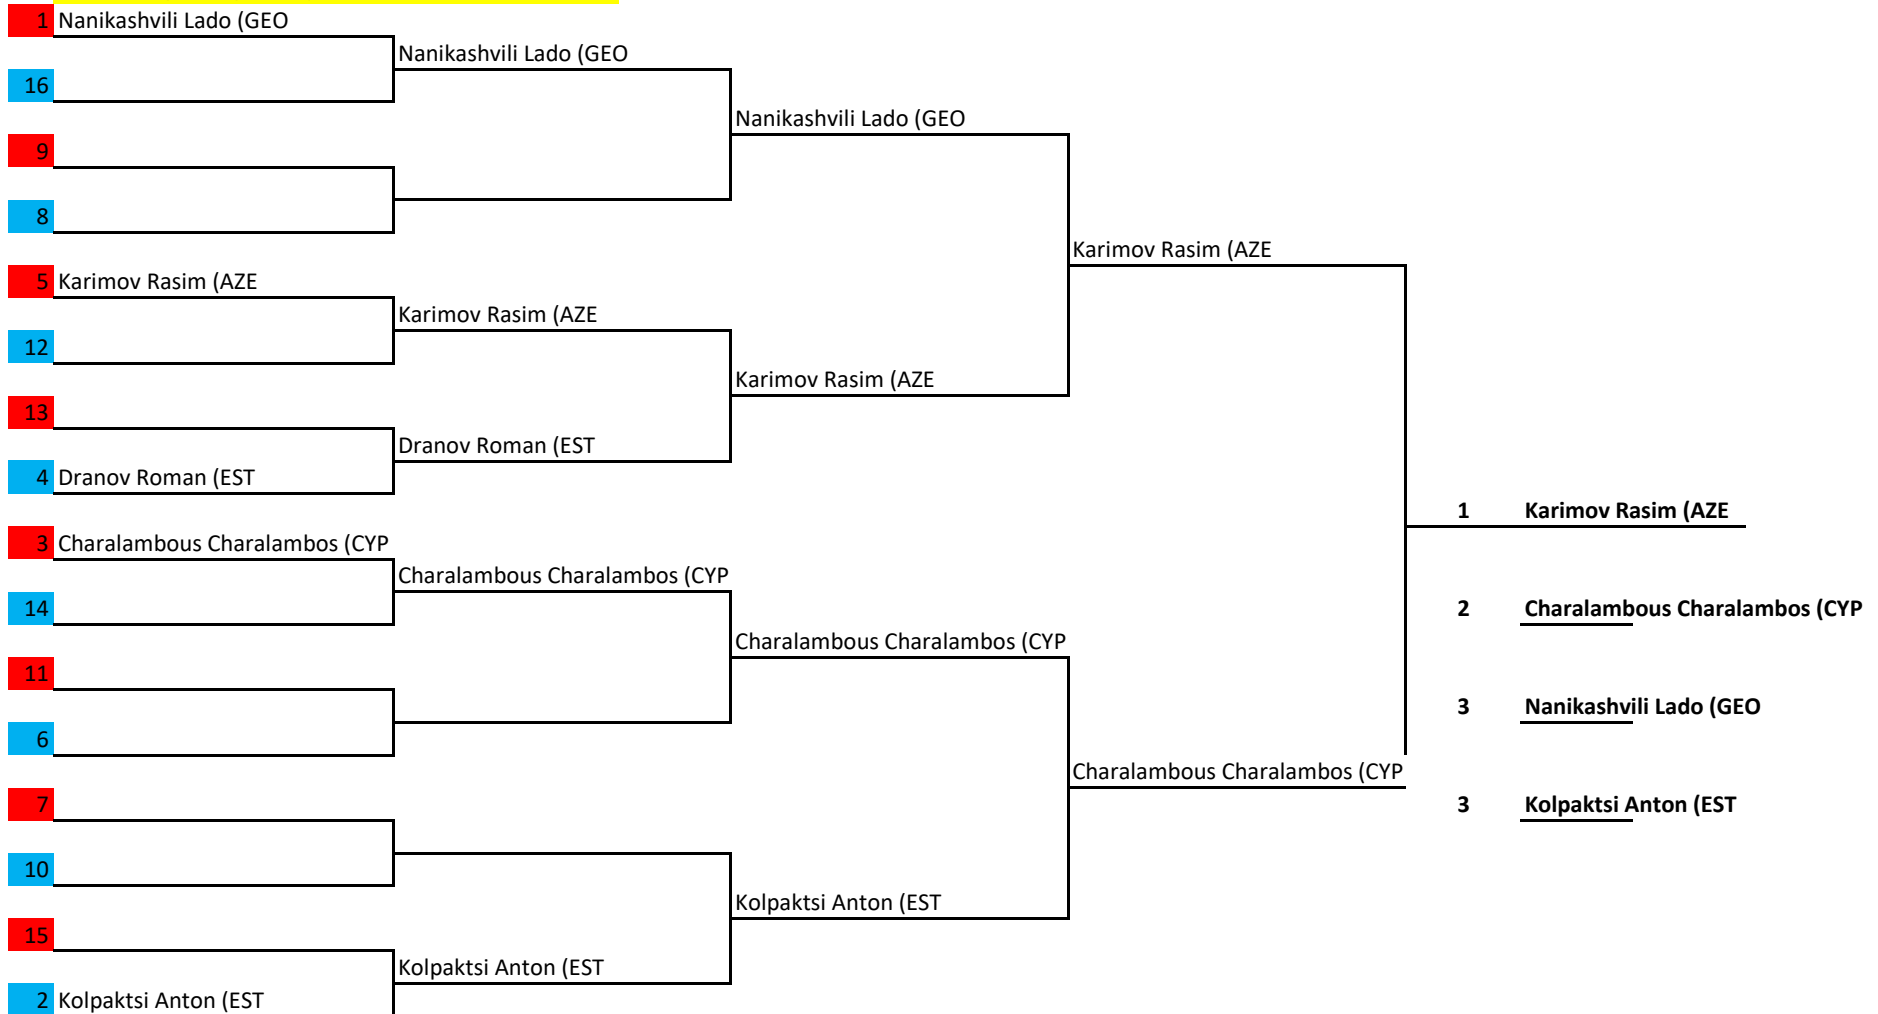 1 Nanikashvili Lado (GEO
Nanikashvili Lado (GEO
16
Nanikashvili Lado (GEO
9
8
Karimov Rasim (AZE
5 Karimov Rasim (AZE
Karimov Rasim (AZE
12
Karimov Rasim (AZE
13
Dranov Roman (EST
4 Dranov Roman (EST
1 Karimov Rasim (AZE
3 Charalambous Charalambos (CYP
Charalambous Charalambos (CYP
14
2 Charalambous Charalambos (CYP
Charalambous Charalambos (CYP
11
3 Nanikashvili Lado (GEO
6
Charalambous Charalambos (CYP
7
3 Kolpaktsi Anton (EST
10
Kolpaktsi Anton (EST
15
Kolpaktsi Anton (EST
2 Kolpaktsi Anton (EST